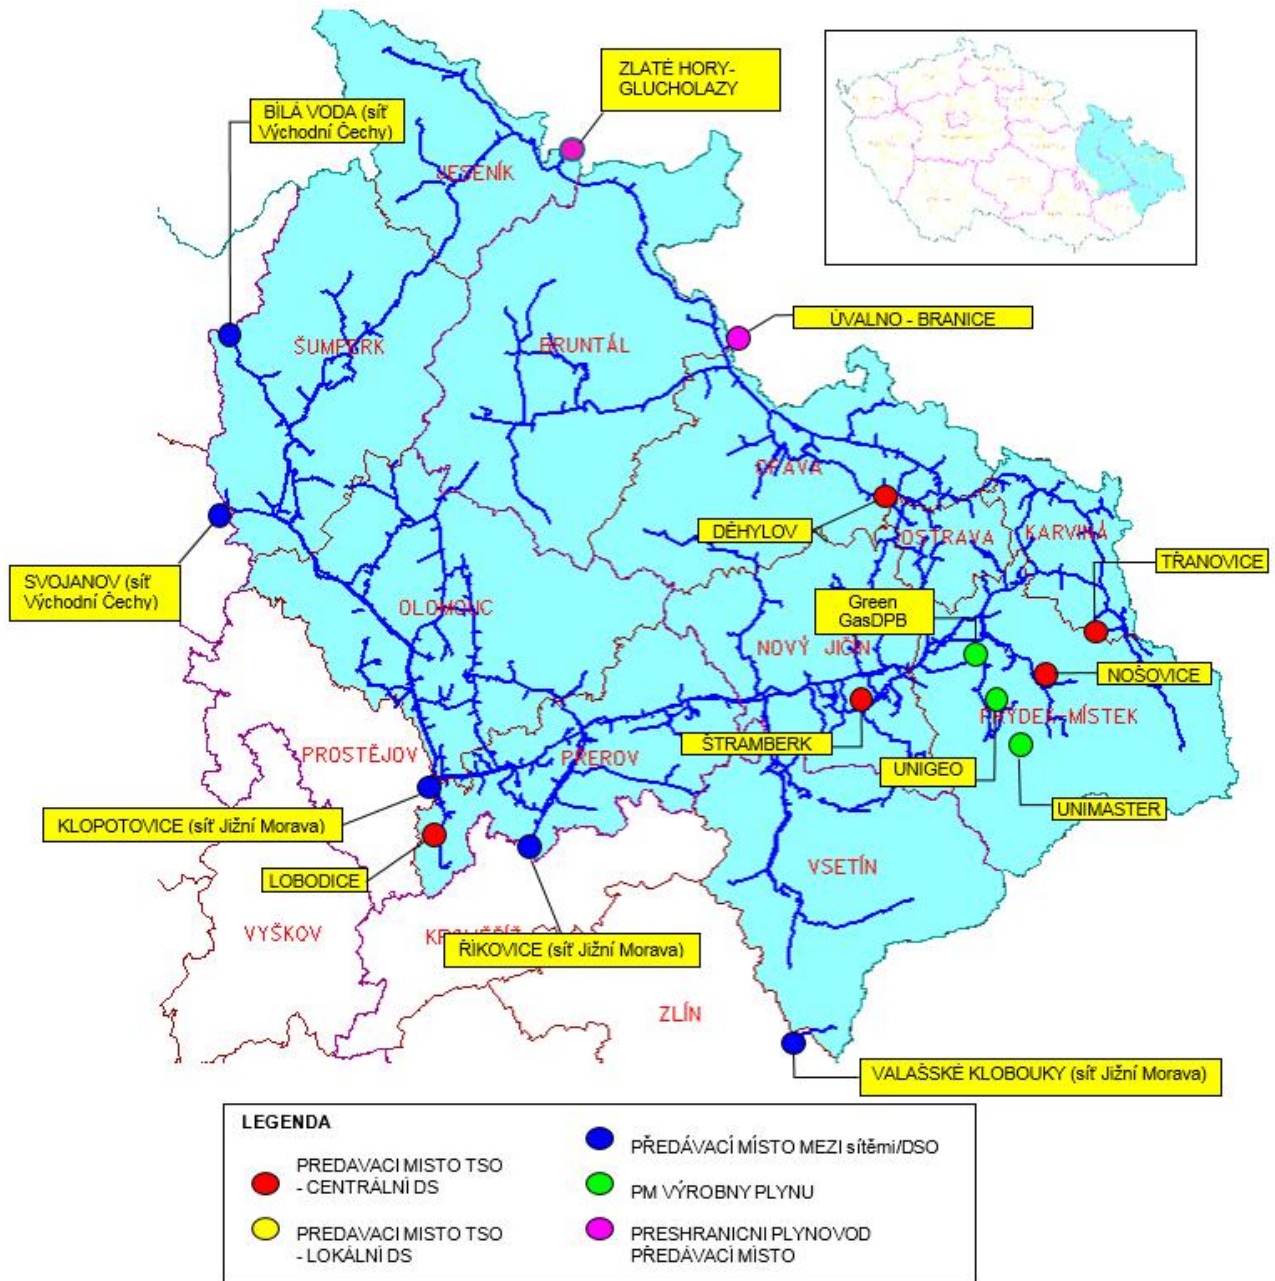 ZLATÉ HORY-
GLUCHOLAZY
BÍLÁ VODA (síť
Východní Čechy)
JESENÍK
ÚVALNO - BRANICE
ŠUMPERK
BRUNTÁL
OPAVA
DĚHYLOV
OSTRAVA
KARVINÁ
TŘANOVICE
SVOJANOV (síť
Východní Čechy)
OLOMOUC
Green
GasDPB
NOVÝ JIČÍN
NOŠOVICE
FRÝDEK-MÍSTEK
ŠTRAMBERK
PROSTĚJOV
PŘEROV
UNIGEO
UNIMASTER
KLOPOTOVICE (síť Jižní Morava)
LOBODICE
VSETÍN
VYŠKOV
ŘÍKOVICE (síť Jižní Morava)
ZLÍN
VALAŠSKÉ KLOBOUKY (síť Jižní Morava)
LEGENDA
PREDAVACI MISTO TSO
- CENTRÁLNÍ DS
PREDAVACI MISTO TSO
- LOKÁLNÍ DS
PŘEDÁVACÍ MÍSTO MEZI sítěmi/DSO
PM VÝROBNY PLYNU
PRESHRANICNI PLYNOVOD
PŘEDÁVACÍ MÍSTO